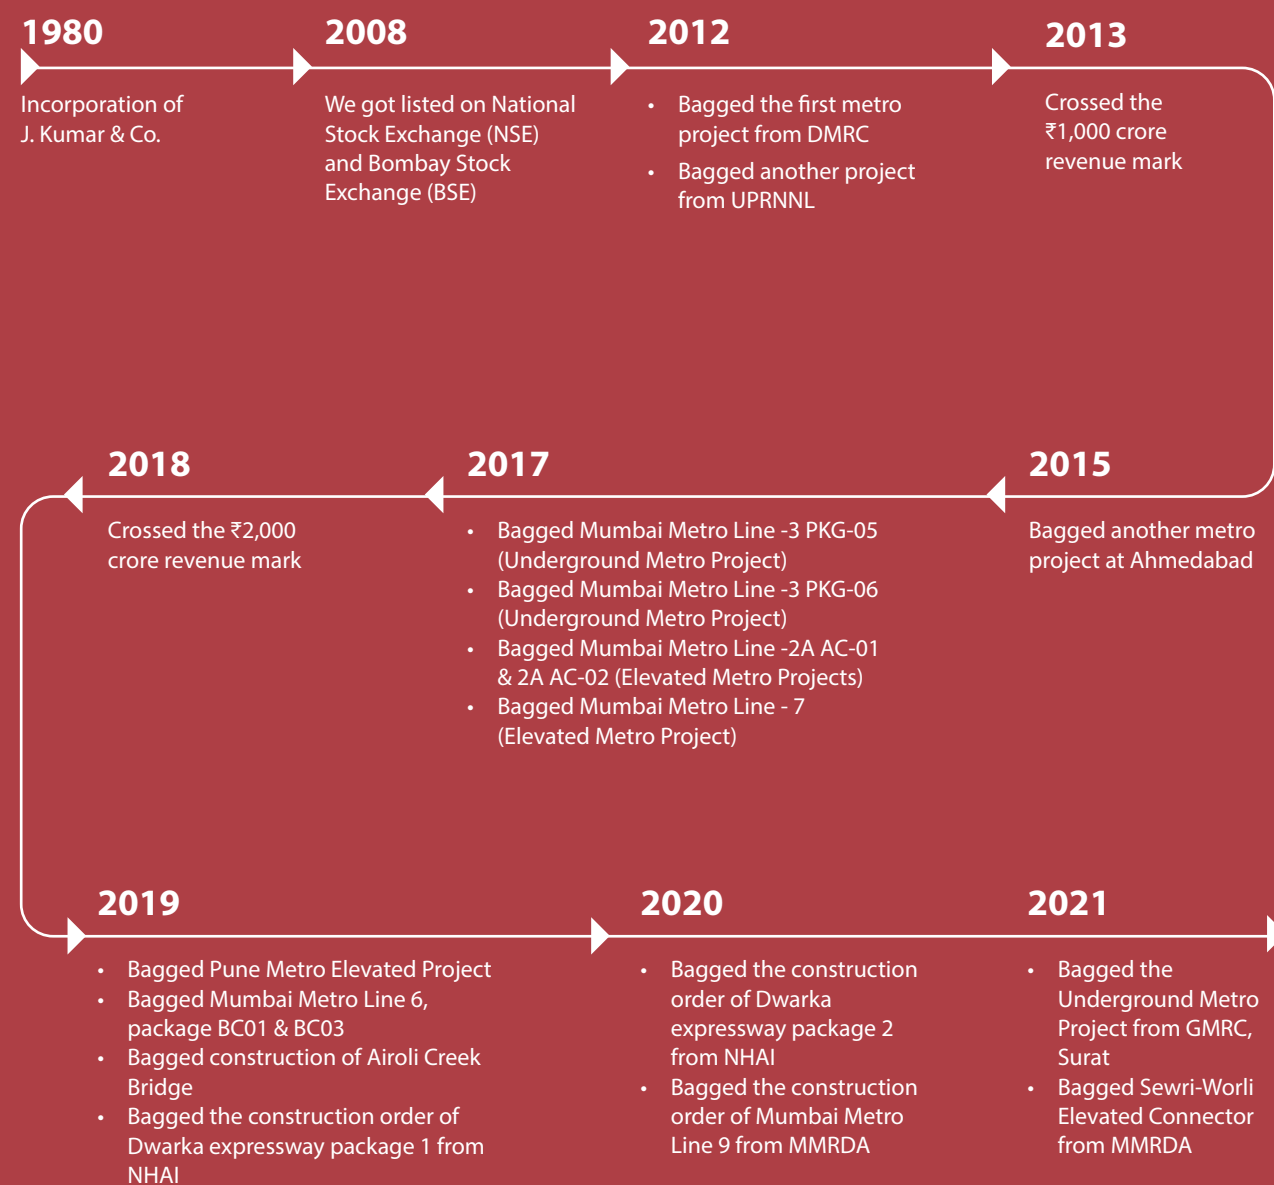 1980
Incorporation of
J. Kumar & Co.
2008
We got listed on National
Stock Exchange (NSE)
and Bombay Stock
Exchange (BSE)
2012
• Bagged the first metro
project from DMRC
• Bagged another project
from UPRNNL
2013
Crossed the
₹1,000 crore
revenue mark
2015
Bagged another metro
project at Ahmedabad
2017
• Bagged Mumbai Metro Line -3 PKG-05
(Underground Metro Project)
• Bagged Mumbai Metro Line -3 PKG-06
(Underground Metro Project)
• Bagged Mumbai Metro Line -2A AC-01
& 2A AC-02 (Elevated Metro Projects)
• Bagged Mumbai Metro Line - 7
(Elevated Metro Project)
2018
Crossed the ₹2,000
crore revenue mark
2019
• Bagged Pune Metro Elevated Project
• Bagged Mumbai Metro Line 6,
package BC01 & BC03
• Bagged construction of Airoli Creek
Bridge
• Bagged the construction order of
Dwarka expressway package 1 from
NHAI
2020
• Bagged the construction
order of Dwarka
expressway package 2
from NHAI
• Bagged the construction
order of Mumbai Metro
Line 9 from MMRDA
2021
• Bagged the
Underground Metro
Project from GMRC,
Surat
• Bagged Sewri-Worli
Elevated Connector
from MMRDA